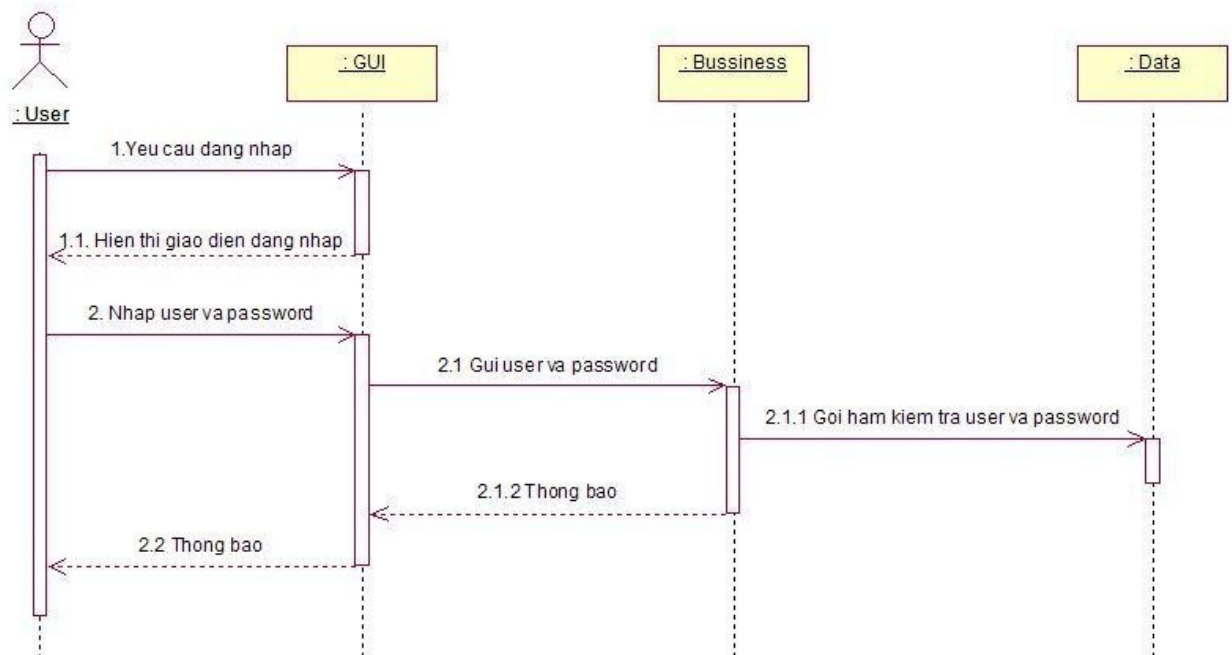 : GUI
: Bussiness
: Data
: User
1.Yeu cau dang nhap
1.1. Hien thi giao dien dang nhap
2. Nhap user va password
2.1 Gui user va password
2.1.1 Goi ham kiem tra user va password
2.1.2 Thong bao
2.2 Thong bao